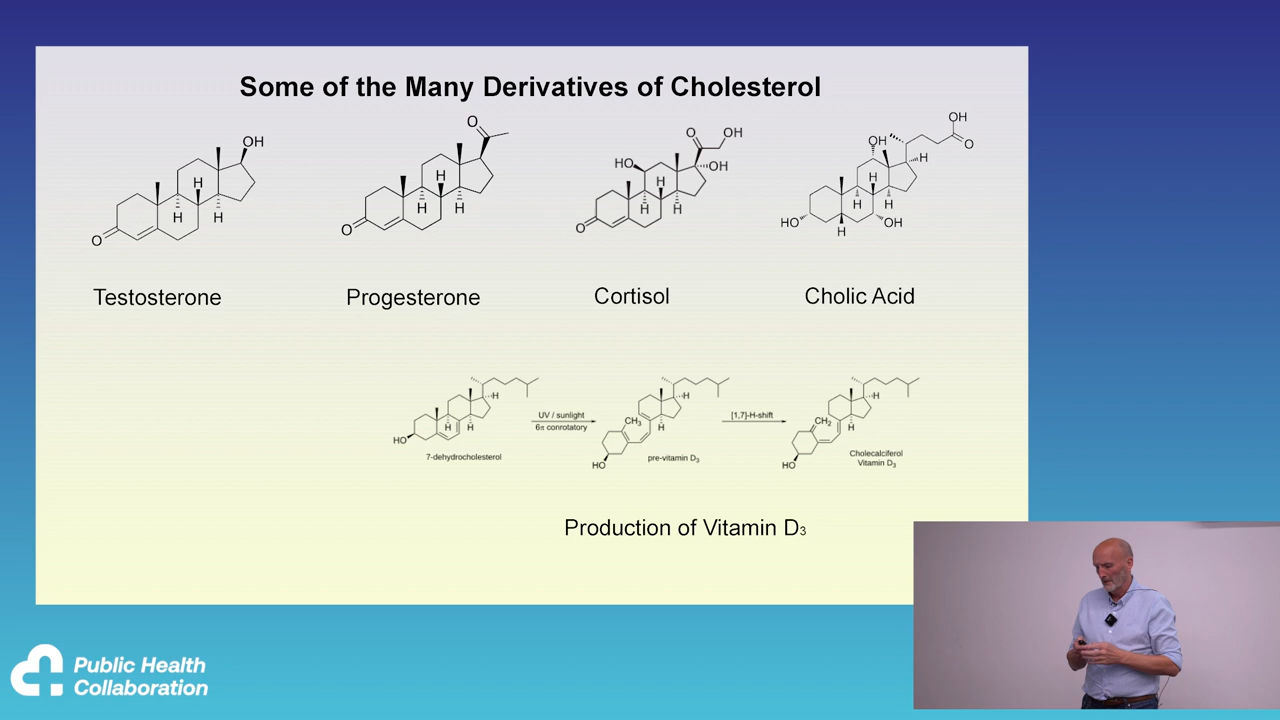 Some of the Many Derivatives of Cholesterol
OH
H
H
H
O
Testosterone
O
H
H
H
O
Progesterone
O
OH
HO
OH
H
H
H
O
Cortisol
OH
O
OH
H
H
H
H
HO
OH
H
Cholic Acid
H
H
H
HO
7-dehydrocholesterol
UV / sunlight
6π conrotatory
H
CH₃
H
HO
pre-vitamin D₃
[1,7]-H-shift
H
CH₂
H
HO
Cholecalciferol
Vitamin D₃
Production of Vitamin D₃
Public Health
Collaboration